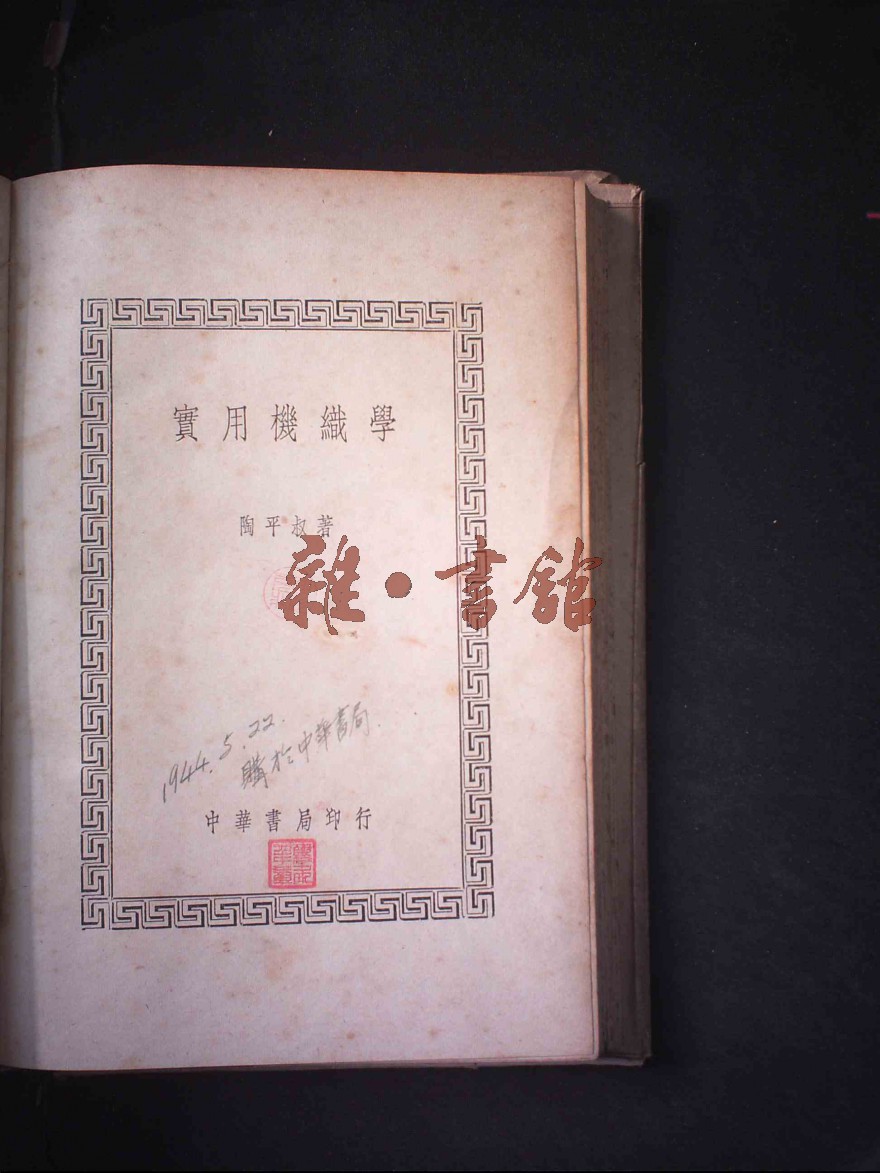 實用機織學
陶平叔著
雜·書舘
1944.5.22.
購於中華書局.
中華書局印行